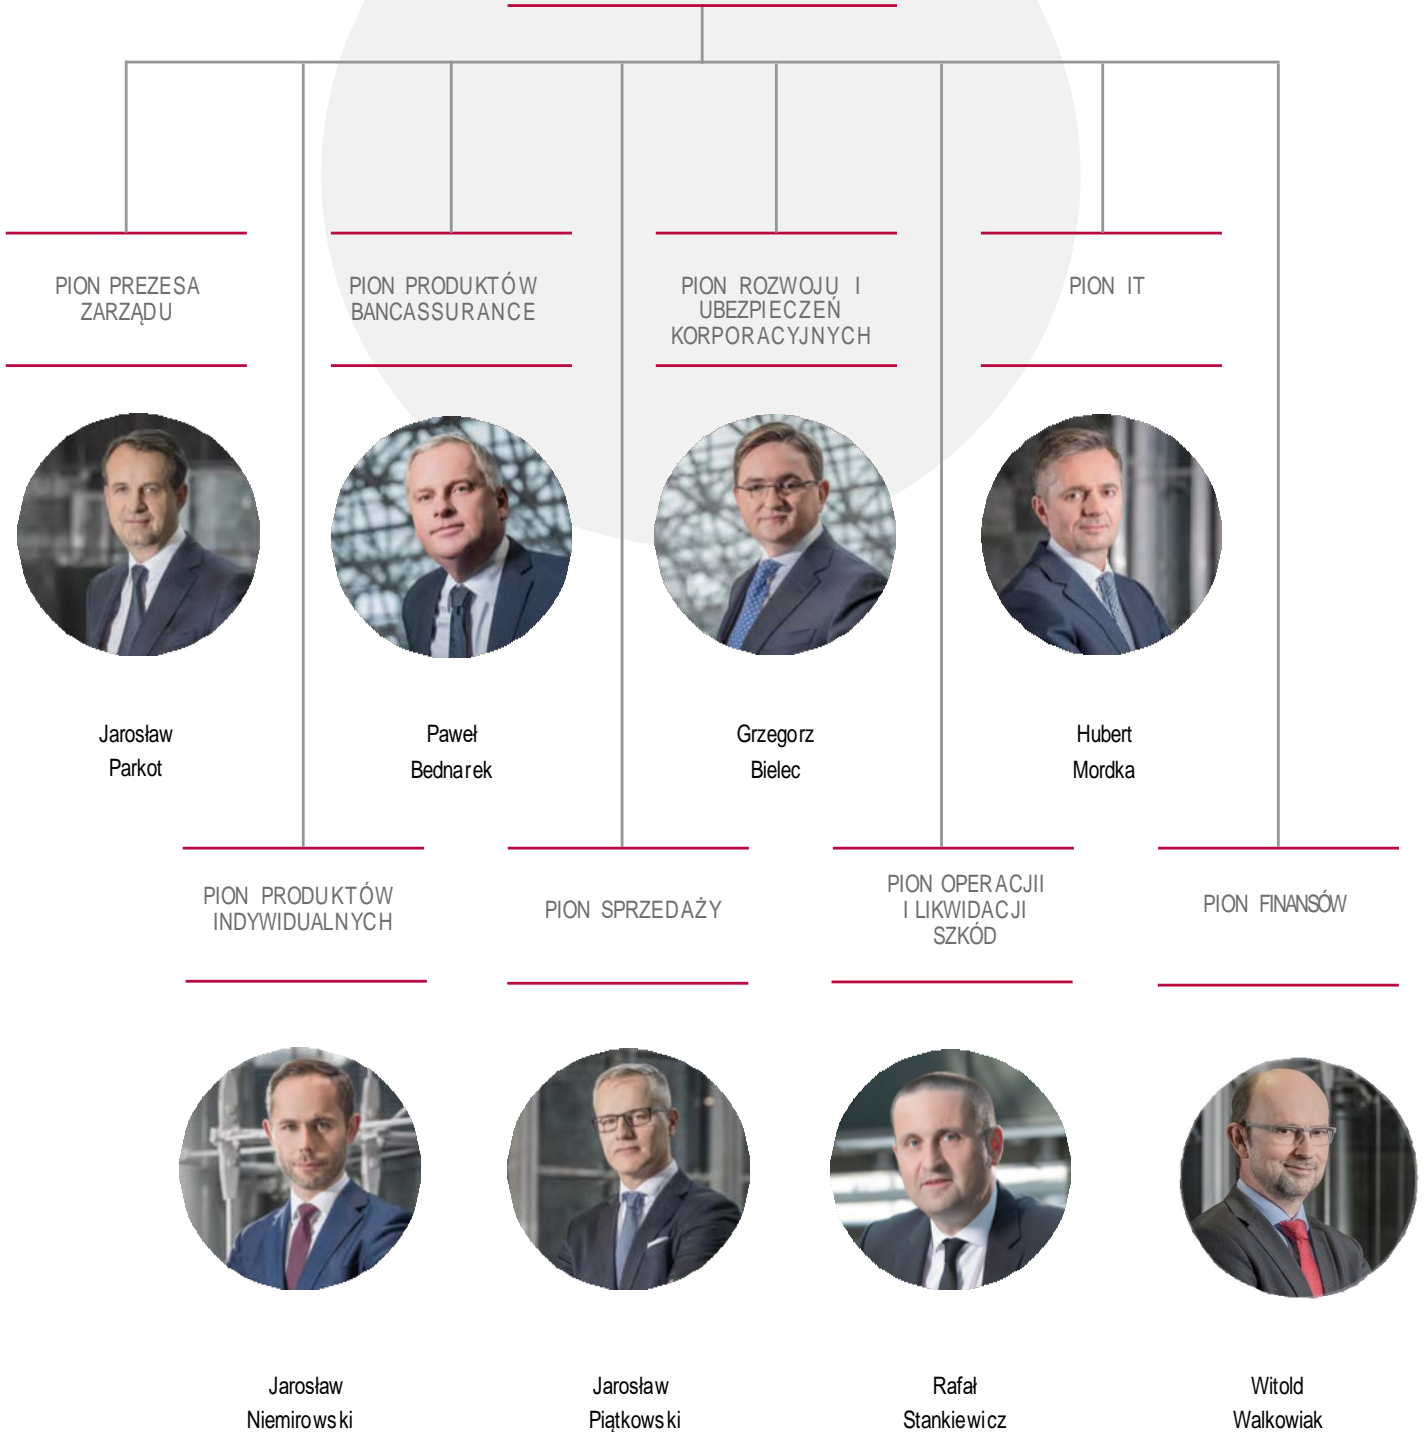 PION PREZESA
ZARZĄDU
PION PRODUKTÓW
BANCASSURANCE
PION ROZWOJU I
UBEZPIECZEŃ
KORPORACYJNYCH
PION IT
Jarosław
Parkot
Paweł
Bednarek
Grzegorz
Bielec
Hubert
Mordka
PION PRODUKTÓW
INDYWIDUALNYCH
PION SPRZEDAŻY
PION OPERACJII
I LIKWIDACJI
SZKÓD
PION FINANSÓW
Jarosław
Niemirowski
Jarosław
Piątkowski
Rafał
Stankiewicz
Witold
Walkowiak